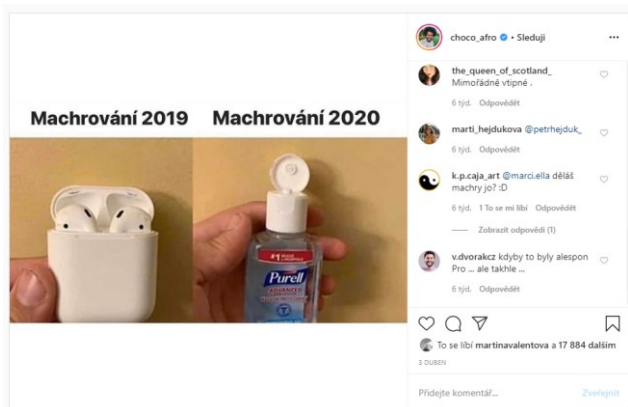 Machrování 2019
Machrování 2020
#1
Purell
ADVANCED
choco_afro • Sleduji
the_queen_of_scotland_
Mimořádně vtipné .
6 týd. Odpovědět
marti_hejdukova @petrhejduk_
6 týd. Odpovědět
k.p.caja_art @marci.ella děláš
machry jo? :D
6 týd. 1 To se mi líbí Odpovědět
Zobrazit odpovědi (1)
v.dvorakcz kdyby to byly alespon
Pro ... ale takhle ...
6 týd. Odpovědět
To se líbí martinavalentova a 17 884 dalším
3 DUBEN
Přidejte komentář...
Zveřejnit